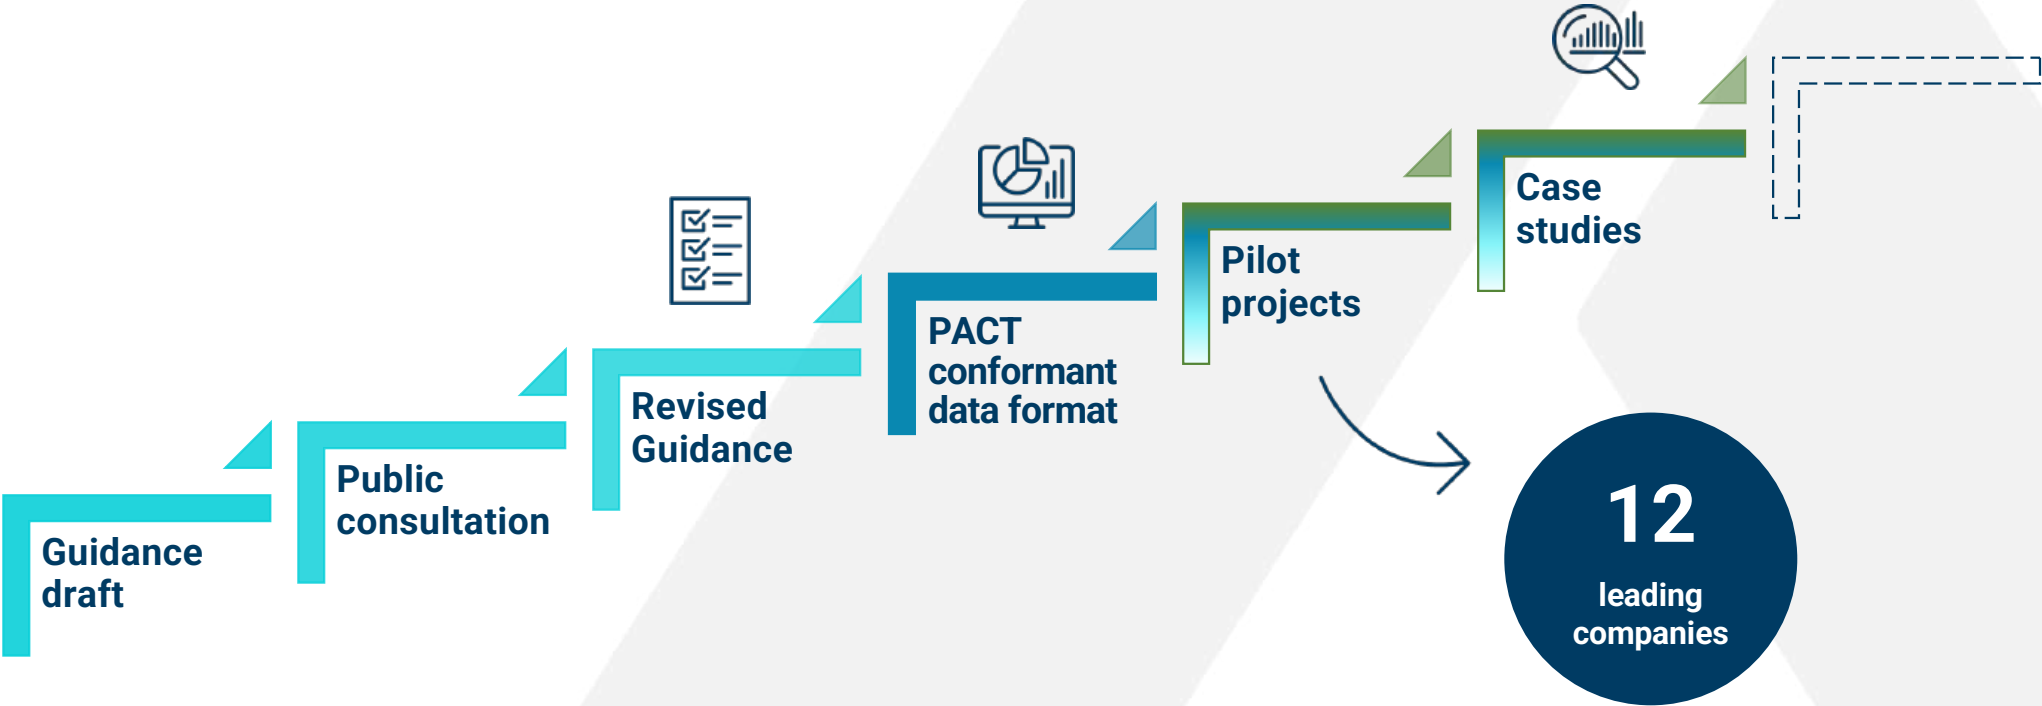 Guidance
draft
Public
consultation
Revised
Guidance
PACT
conformant
data format
Pilot
projects
Case
studies
12
leading
companies